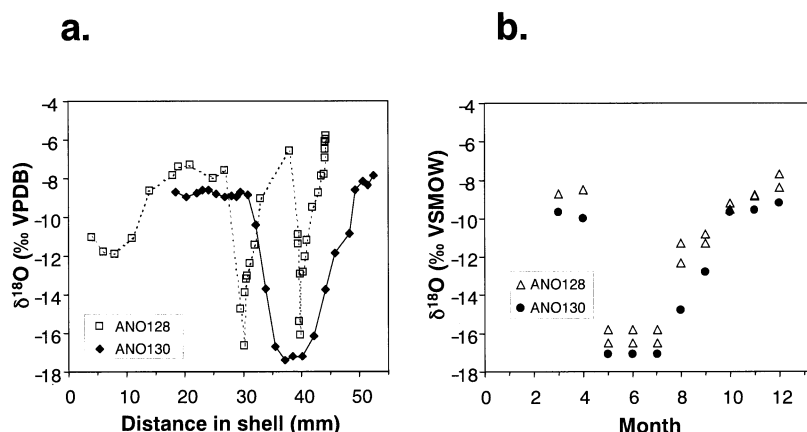 a.
−4
−6
−8
−10
−12
−14
−16
−18
δ¹⁸O (‰ VPDB)
ANO128
ANO130
0 10 20 30 40 50
Distance in shell (mm)
b.
−4
−6
−8
−10
−12
−14
−16
−18
δ¹⁸O (‰ VSMOW)
ANO128
ANO130
0 2 4 6 8 10 12
Month